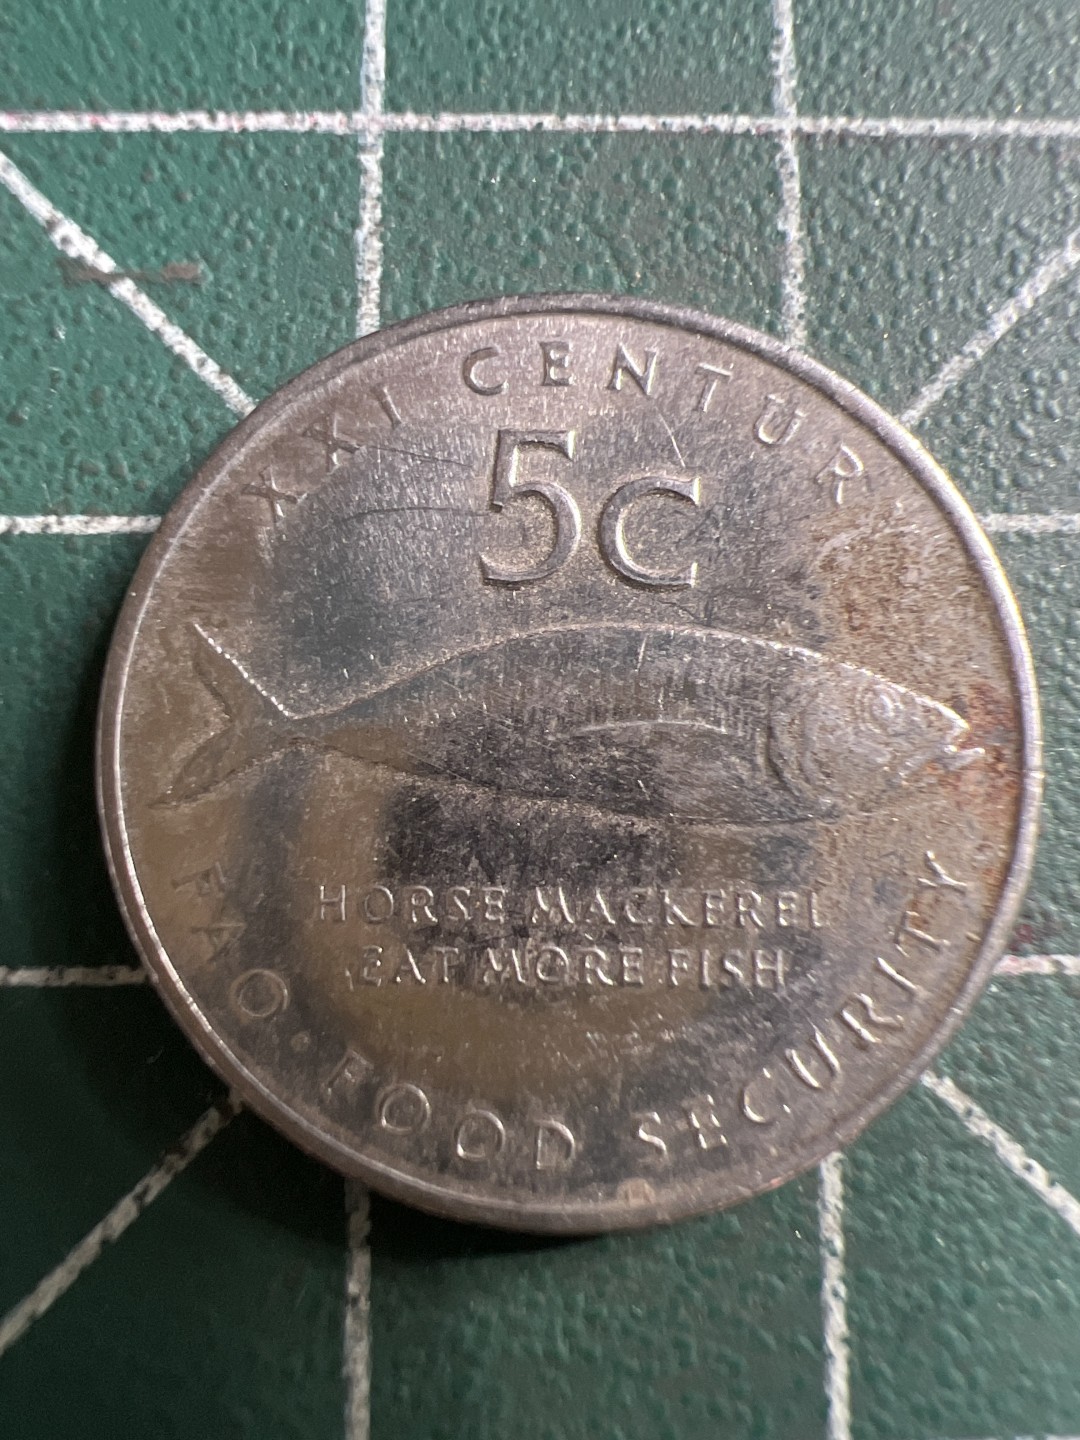 XXI CENTUR
5c
HORSE MACKEREL
EAT MORE FISH
FAO · FOOD SECURITY